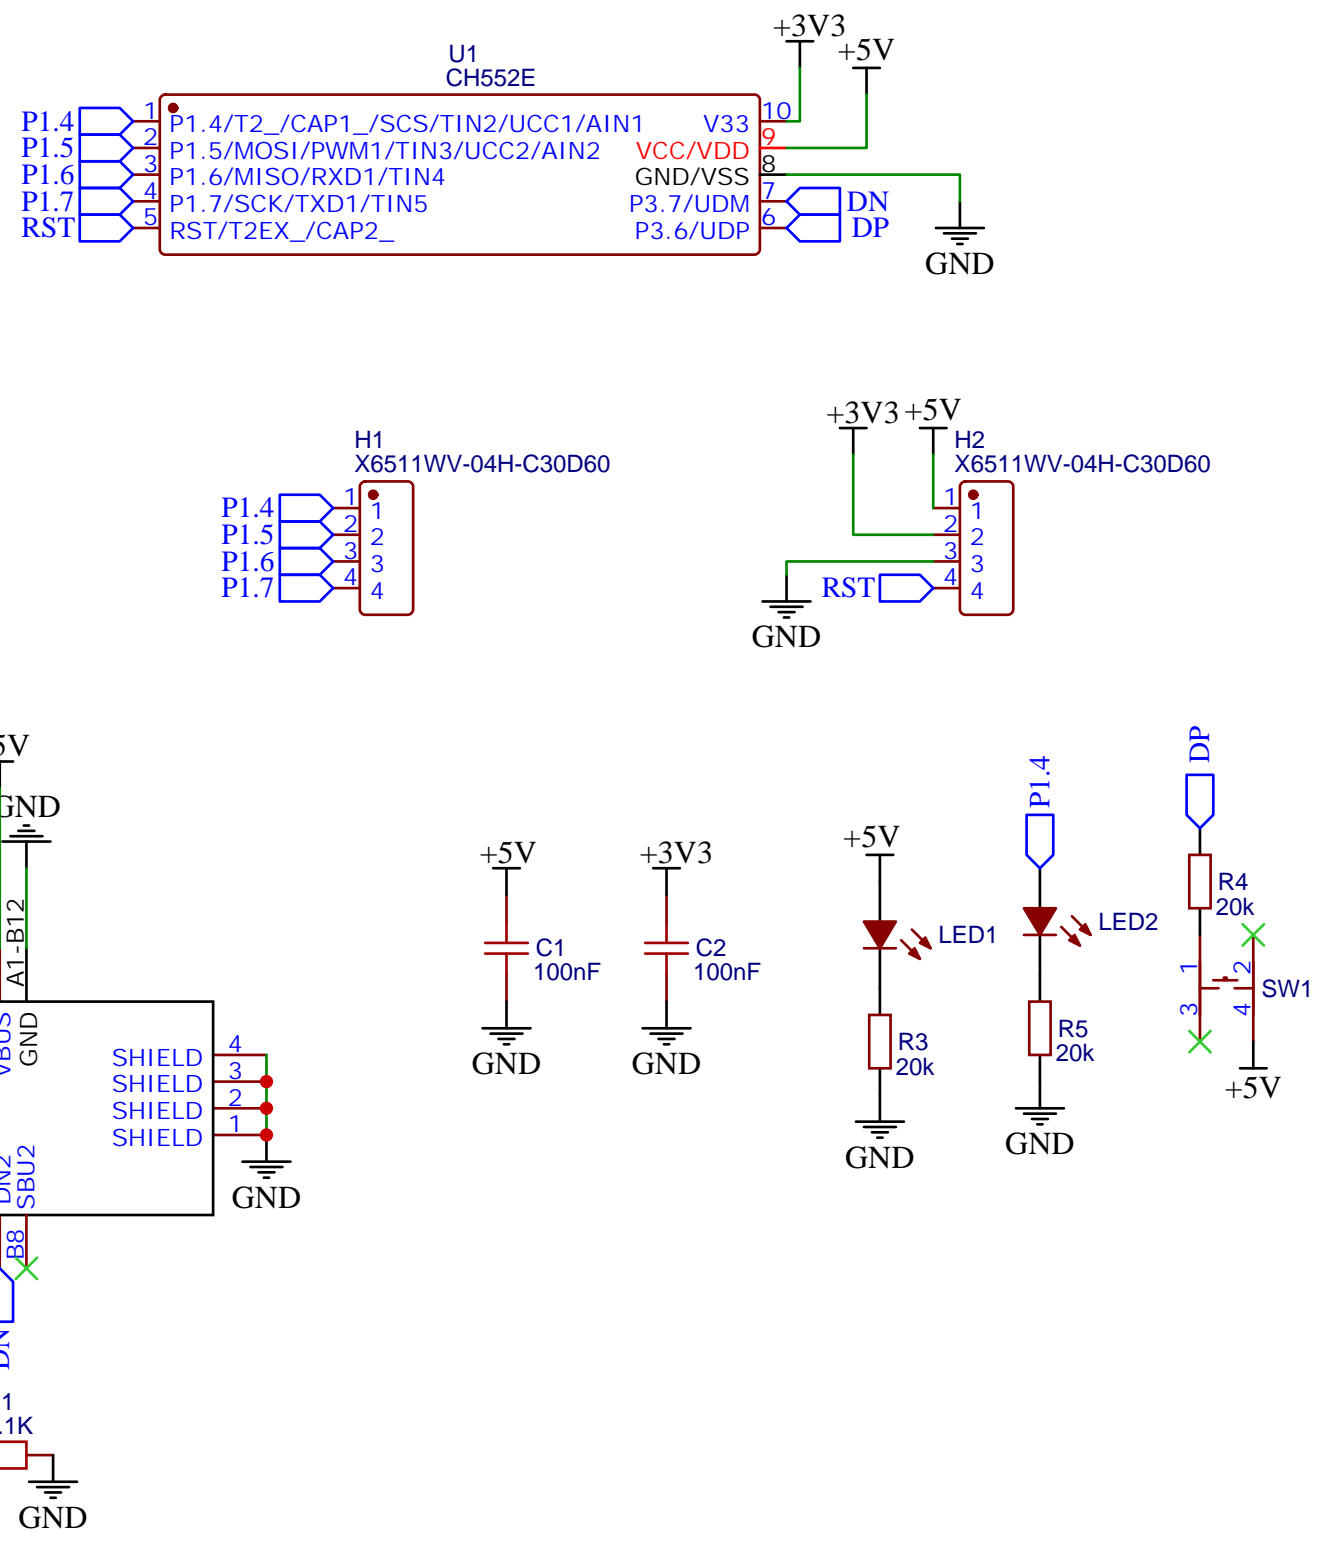 +3V3
+5V
U1
CH552E
P1.4
P1.5
P1.6
P1.7
RST
1
2
3
4
5
P1.4/T2_/CAP1_/SCS/TIN2/UCC1/AIN1
P1.5/MOSI/PWM1/TIN3/UCC2/AIN2
P1.6/MISO/RXD1/TIN4
P1.7/SCK/TXD1/TIN5
RST/T2EX_/CAP2_
V33
VCC/VDD
GND/VSS
P3.7/UDM
P3.6/UDP
10
9
8
7
6
DN
DP
GND
H1
X6511WV-04H-C30D60
P1.4
P1.5
P1.6
P1.7
1
2
3
4
1
2
3
4
+3V3
+5V
H2
X6511WV-04H-C30D60
1
2
3
4
1
2
3
4
RST
GND
5V
GND
A1-B12
VBUS
GND
SHIELD
SHIELD
SHIELD
SHIELD
4
3
2
1
GND
DN2
SBU2
B8
DN
1
.1K
GND
+5V
C1
100nF
GND
+3V3
C2
100nF
GND
+5V
LED1
R3
20k
GND
P1.4
LED2
R5
20k
GND
DP
R4
20k
1
2
3
4
SW1
+5V